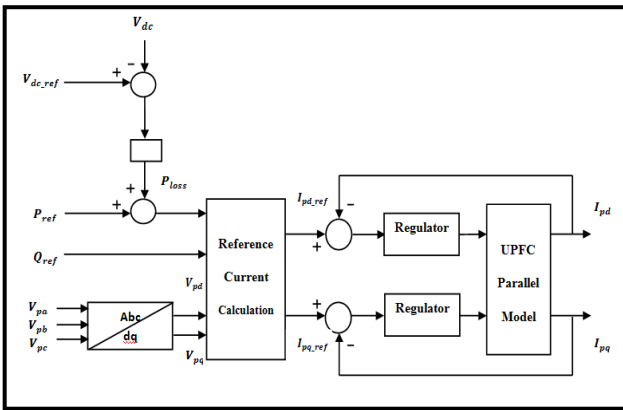 V_dc
−
+
V_dc_ref
P_loss
+
+
P_ref
Q_ref
V_pa
V_pb
V_pc
Abc
dq
V_pd
V_pq
Reference
Current
Calculation
I_pd_ref
−
+
Regulator
I_pq_ref
+
−
Regulator
UPFC
Parallel
Model
I_pd
I_pq